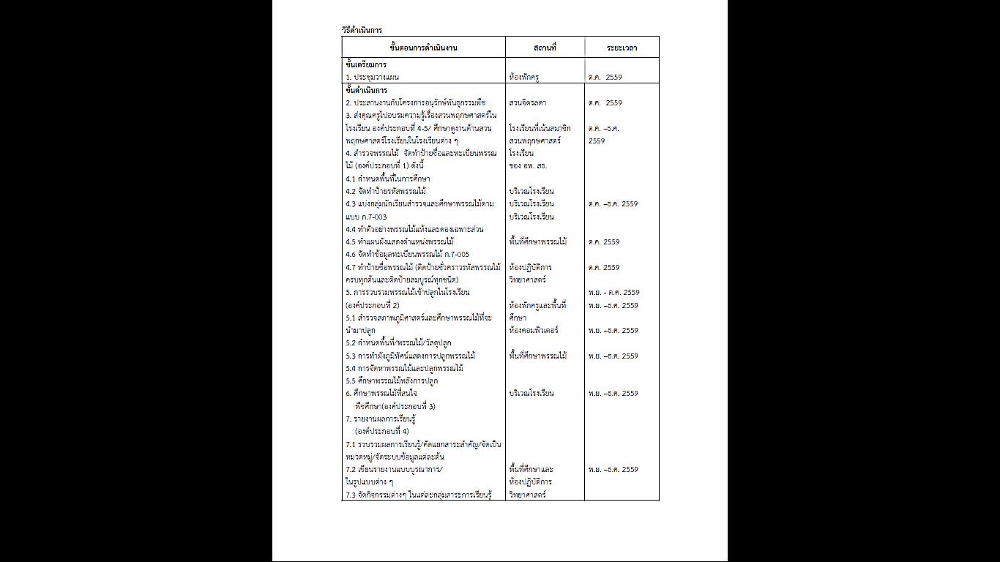 วิธีดำเนินการ
ขั้นตอนการดำเนินงาน สถานที่ ระยะเวลา
ขั้นเตรียมการ
1. ประชุมวางแผน ห้องพักครู ต.ค. 2559
ขั้นดำเนินการ
2. ประสานงานกับโครงการอนุรักษ์พันธุกรรมพืช สวนจิตรลดา ต.ค. 2559
3. ส่งคุณครูไปอบรมความรู้เรื่องสวนพฤกษศาสตร์ใน
โรงเรียน องค์ประกอบที่ 4-5/ ศึกษาดูงานด้านสวน โรงเรียนที่เน้นสมาชิก ต.ค. –ธ.ค.
พฤกษศาสตร์โรงเรียนในโรงเรียนต่าง ๆ สวนพฤกษศาสตร์ 2559
4. สำรวจพรรณไม้ จัดทำป้ายชื่อและทะเบียนพรรณ โรงเรียน
ไม้ (องค์ประกอบที่ 1) ดังนี้ ของ อพ. สธ.
4.1 กำหนดพื้นที่ในการศึกษา
4.2 จัดทำป้ายรหัสพรรณไม้ บริเวณโรงเรียน
4.3 แบ่งกลุ่มนักเรียนสำรวจและศึกษาพรรณไม้ตาม บริเวณโรงเรียน ต.ค. –ธ.ค. 2559
แบบ ก.7-003 บริเวณโรงเรียน
4.4 ทำตัวอย่างพรรณไม้แห้งและดองเฉพาะส่วน
4.5 ทำแผนผังแสดงตำแหน่งพรรณไม้ พื้นที่ศึกษาพรรณไม้ ต.ค. 2559
4.6 จัดทำข้อมูลทะเบียนพรรณไม้ ก.7-005
4.7 ทำป้ายชื่อพรรณไม้ (ติดป้ายชั่วคราวรหัสพรรณไม้ ห้องปฏิบัติการ ต.ค. 2559
ครบทุกต้นและติดป้ายสมบูรณ์ทุกชนิด) วิทยาศาสตร์
5. การรวบรวมพรรณไม้เข้าปลูกในโรงเรียน พ.ย. - ต.ค. 2559
(องค์ประกอบที่ 2) ห้องพักครูและพื้นที่ พ.ย. –ธ.ค. 2559
5.1 สำรวจสภาพภูมิศาสตร์และศึกษาพรรณไม้ที่จะ ศึกษา
นำมาปลูก ห้องคอมพิวเตอร์ พ.ย. –ธ.ค. 2559
5.2 กำหนดพื้นที่/พรรณไม้/วัสดุปลูก
5.3 การทำผังภูมิทัศน์แสดงการปลูกพรรณไม้ พื้นที่ศึกษาพรรณไม้ พ.ย. –ธ.ค. 2559
5.4 การจัดหาพรรณไม้และปลูกพรรณไม้
5.5 ศึกษาพรรณไม้หลังการปลูก
6. ศึกษาพรรณไม้ที่สนใจ บริเวณโรงเรียน พ.ย. –ธ.ค. 2559
พืชศึกษา(องค์ประกอบที่ 3)
7. รายงานผลการเรียนรู้
(องค์ประกอบที่ 4)
7.1 รวบรวมผลการเรียนรู้/คัดแยกสาระสำคัญ/จัดเป็น
หมวดหมู่/จัดระบบข้อมูลแต่ละต้น
7.2 เขียนรายงานแบบบูรณาการ/ พื้นที่ศึกษาและ พ.ย. –ธ.ค. 2559
ในรูปแบบต่าง ๆ ห้องปฏิบัติการ
7.3 จัดกิจกรรมต่างๆ ในแต่ละกลุ่มสาระการเรียนรู้ วิทยาศาสตร์